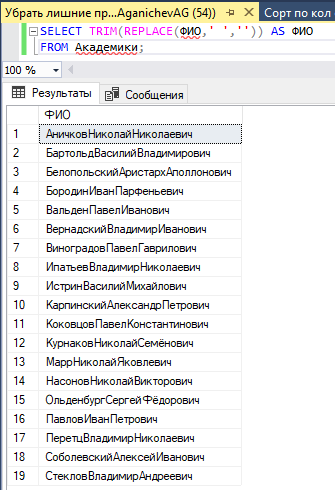 Убрать лишние пр...AganichevAG (54))
Сорт по кол
SELECT TRIM(REPLACE(ФИО,' ','')) AS ФИО
FROM Академики;
100 %
Результаты
Сообщения
ФИО
1 АничковНиколайНиколаевич
2 БартольдВасилийВладимирович
3 БелопольскийАристархАполлонович
4 БородинИванПарфеньевич
5 ВальденПавелИванович
6 ВернадскийВладимирИванович
7 ВиноградовПавелГаврилович
8 ИпатьевВладимирНиколаевич
9 ИстринВасилийМихайлович
10 КарпинскийАлександрПетрович
11 КоковцовПавелКонстантинович
12 КурнаковНиколайСемёнович
13 МаррНиколайЯковлевич
14 НасоновНиколайВикторович
15 ОльденбургСергейФёдорович
16 ПавловИванПетрович
17 ПеретцВладимирНиколаевич
18 СоболевскийАлексейИванович
19 СтекловВладимирАндреевич